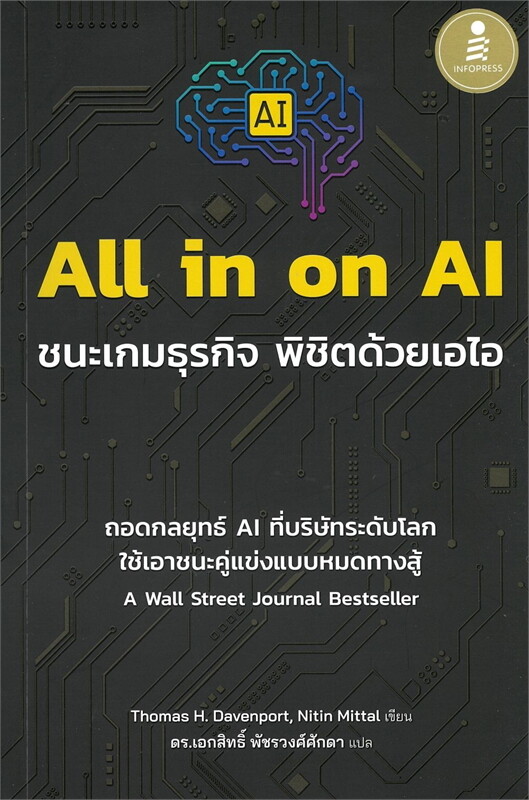 INFOPRESS
AI
All in on AI
ชนะเกมธุรกิจ พิชิตด้วยเอไอ
ถอดกลยุทธ์ AI ที่บริษัทระดับโลก
ใช้เอาชนะคู่แข่งแบบหมดทางสู้
A Wall Street Journal Bestseller
Thomas H. Davenport, Nitin Mittal เขียน
ดร.เอกสิทธิ์ พัชรวงศ์ศักดา แปล